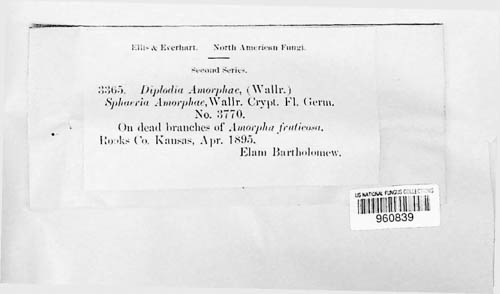 Ellis & Everhart. North American Fungi.
Second Series.
3365. Diplodia Amorphae, (Wallr.)
Sphaeria Amorphae, Wallr. Crypt. Fl. Germ.
No. 3770.
On dead branches of Amorpha fruticosa.
Rooks Co. Kansas, Apr. 1895.
Elam Bartholomew.
US NATIONAL FUNGUS COLLECTIONS
960839